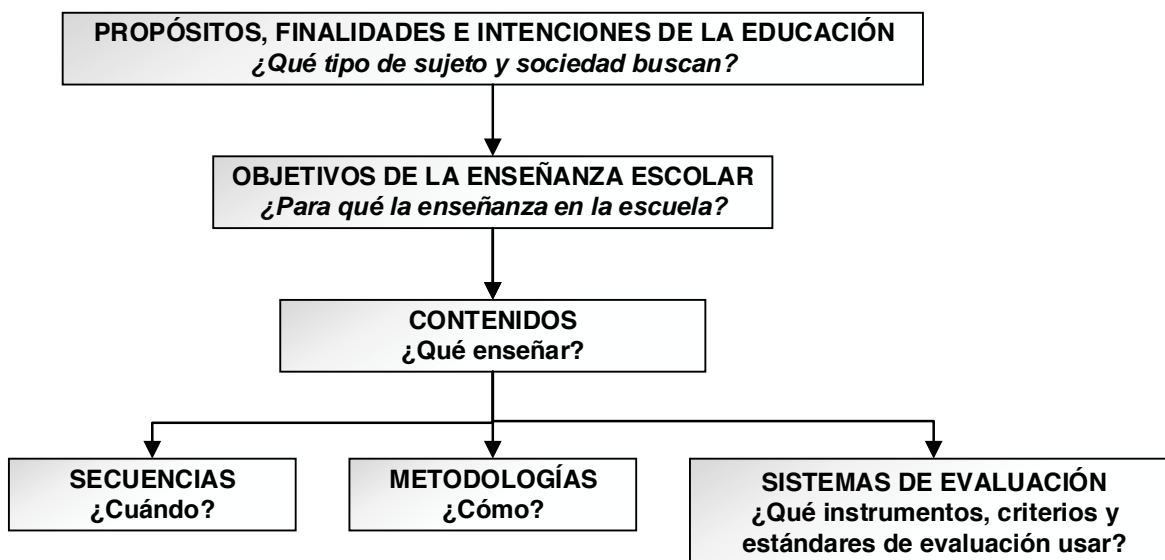 PROPÓSITOS, FINALIDADES E INTENCIONES DE LA EDUCACIÓN
¿Qué tipo de sujeto y sociedad buscan?
OBJETIVOS DE LA ENSEÑANZA ESCOLAR
¿Para qué la enseñanza en la escuela?
CONTENIDOS
¿Qué enseñar?
SECUENCIAS
¿Cuándo?
METODOLOGÍAS
¿Cómo?
SISTEMAS DE EVALUACIÓN
¿Qué instrumentos, criterios y
estándares de evaluación usar?